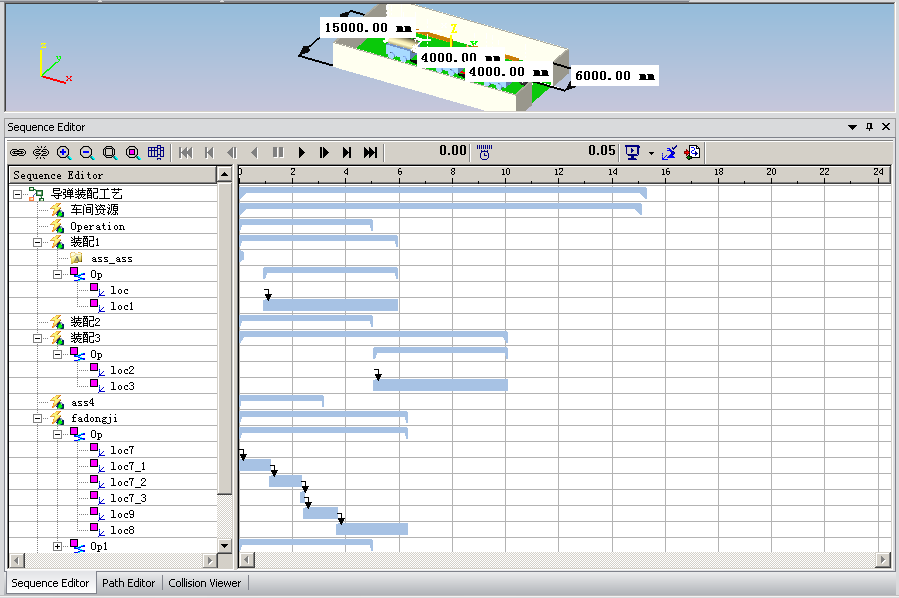 15000.00 mm
Z
4000.00 mm
4000.00 mm
6000.00 mm
z
y
x
Sequence Editor
0.00
0.05
Sequence Editor
0 2 4 6 8 10 12 14 16 18 20 22 24
导弹装配工艺
车间资源
Operation
装配1
ass_ass
Op
loc
loc1
装配2
装配3
Op
loc2
loc3
ass4
fadongji
Op
loc7
loc7_1
loc7_2
loc7_3
loc9
loc8
Op1
Sequence Editor
Path Editor
Collision Viewer